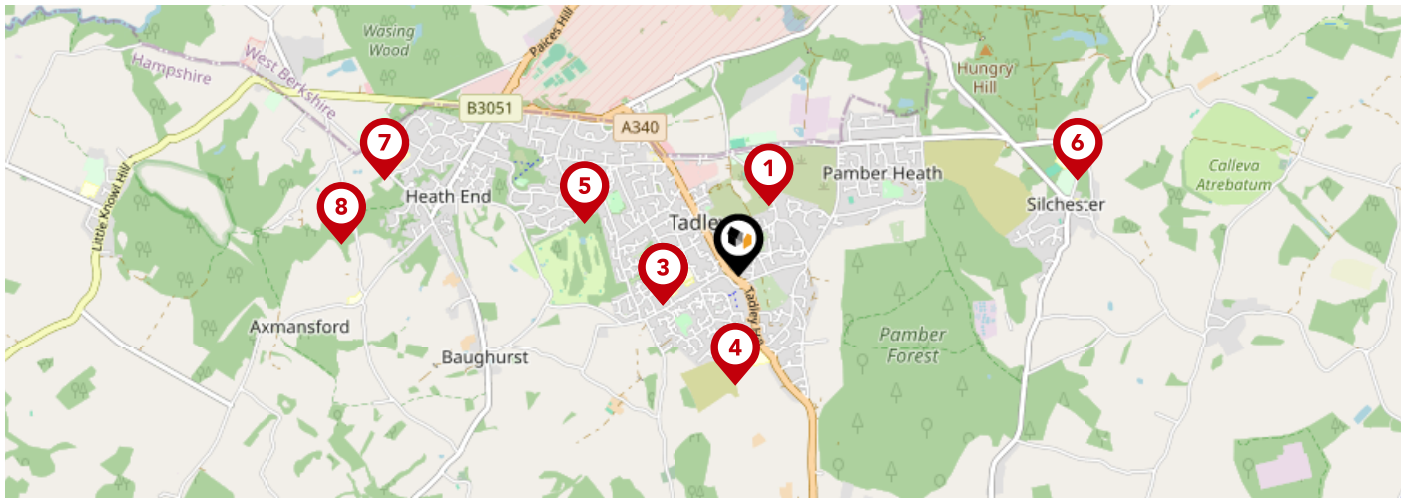 Wasing
Wood
Paices Hill
West Berkshire
Hampshire
Hungry
Hill
B3051
A340
7
1
6
Calleva
Atrebatum
Pamber Heath
5
Heath End
8
Silchester
Little Knowl Hill
Tadley
3
Tadley Hill
Axmansford
4
Pamber
Forest
Baughurst